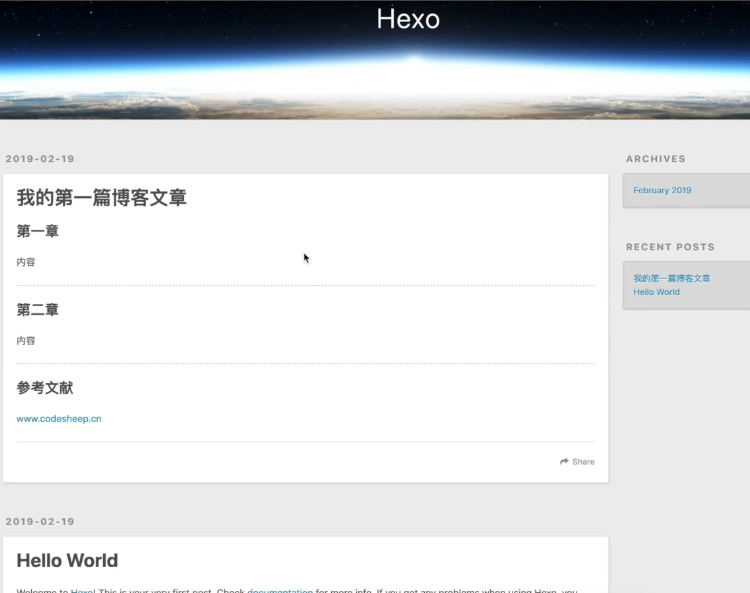 Hexo
2019-02-19
我的第一篇博客文章
第一章
内容
第二章
内容
参考文献
www.codesheep.cn
Share
2019-02-19
Hello World
Welcome to Hexo! This is your very first post. Check documentation for more info. If you get any problems when using Hexo, you
ARCHIVES
February 2019
RECENT POSTS
我的第一篇博客文章
Hello World